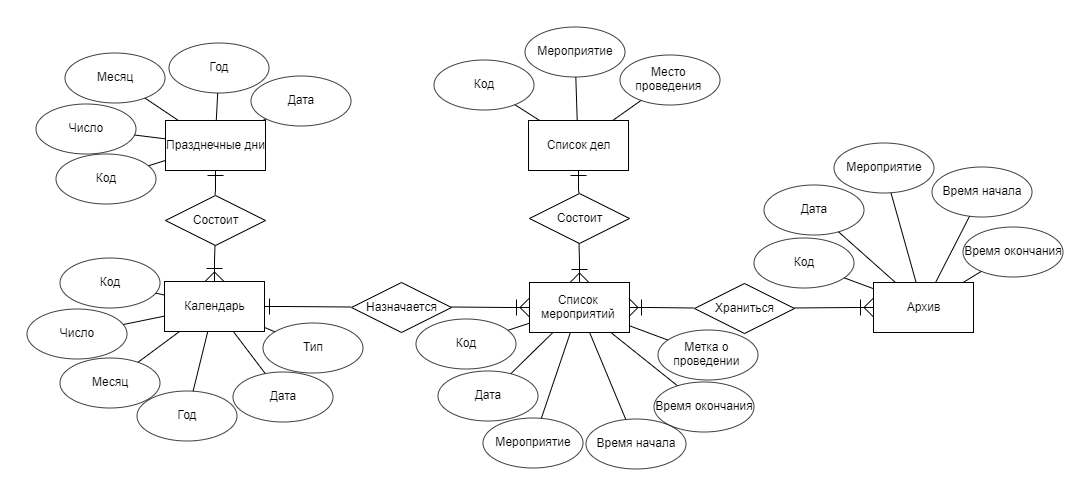 Мероприятие
Год
Месяц
Место
проведения
Код
Дата
Число
Празднечные дни
Список дел
Код
Мероприятие
Время начала
Дата
Состоит
Состоит
Время окончания
Код
Код
Календарь
Назначается
Список
мероприятий
Храниться
Архив
Число
Тип
Код
Метка о
проведении
Месяц
Дата
Дата
Время окончания
Год
Мероприятие
Время начала